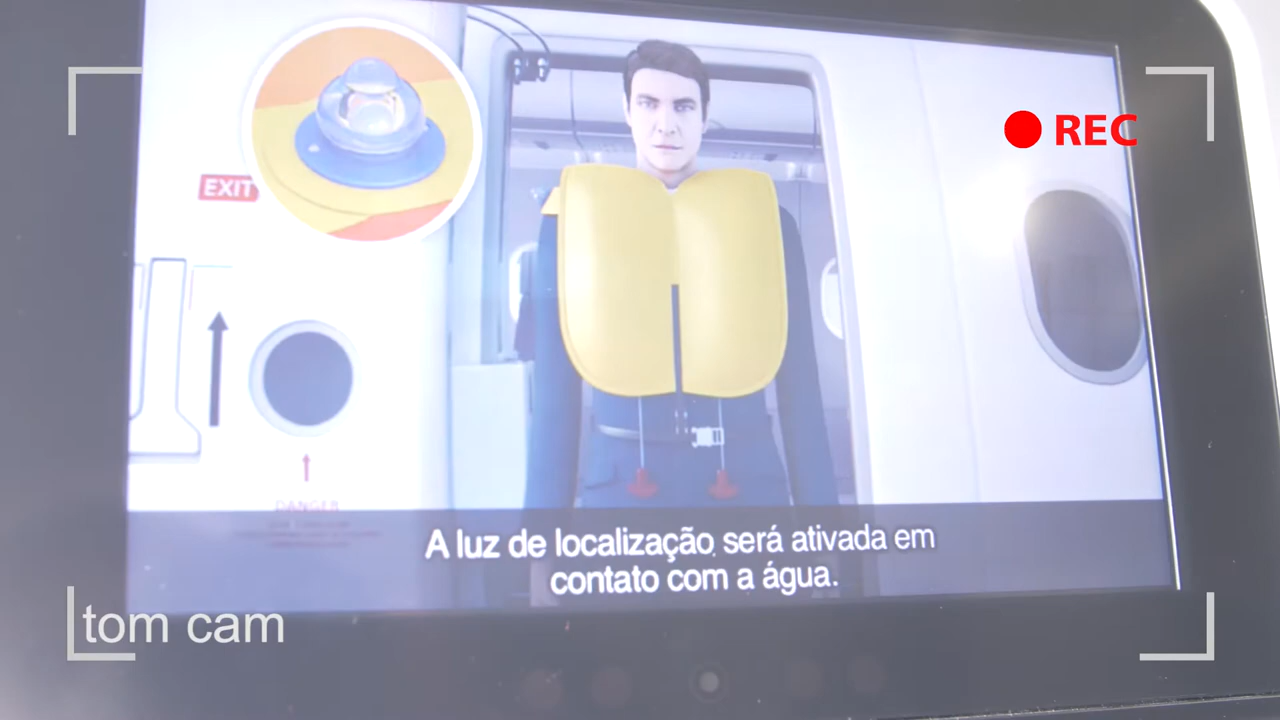 REC
EXIT
DANGER
A luz de localização será ativada em
contato com a água.
tom cam